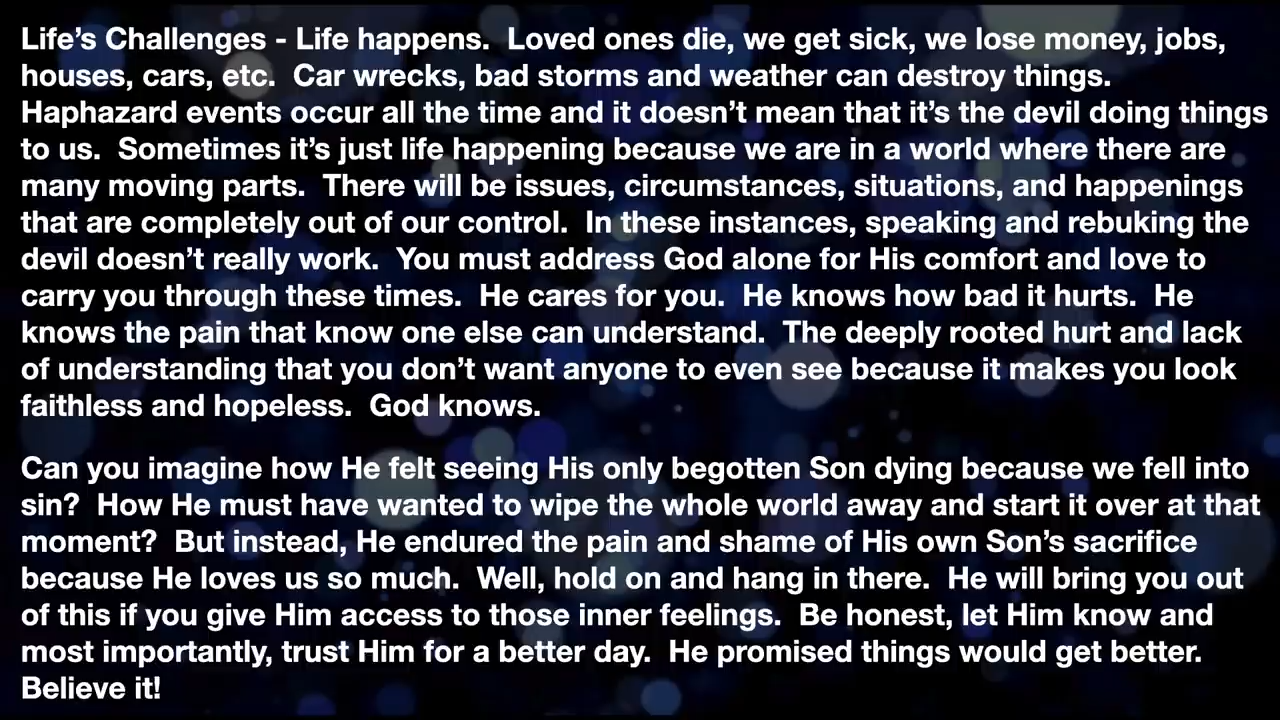 Life’s Challenges - Life happens.  Loved ones die, we get sick, we lose money, jobs,
houses, cars, etc.  Car wrecks, bad storms and weather can destroy things.
Haphazard events occur all the time and it doesn’t mean that it’s the devil doing things
to us.  Sometimes it’s just life happening because we are in a world where there are
many moving parts.  There will be issues, circumstances, situations, and happenings
that are completely out of our control.  In these instances, speaking and rebuking the
devil doesn’t really work.  You must address God alone for His comfort and love to
carry you through these times.  He cares for you.  He knows how bad it hurts.  He
knows the pain that know one else can understand.  The deeply rooted hurt and lack
of understanding that you don’t want anyone to even see because it makes you look
faithless and hopeless.  God knows.
Can you imagine how He felt seeing His only begotten Son dying because we fell into
sin?  How He must have wanted to wipe the whole world away and start it over at that
moment?  But instead, He endured the pain and shame of His own Son’s sacrifice
because He loves us so much.  Well, hold on and hang in there.  He will bring you out
of this if you give Him access to those inner feelings.  Be honest, let Him know and
most importantly, trust Him for a better day.  He promised things would get better.
Believe it!